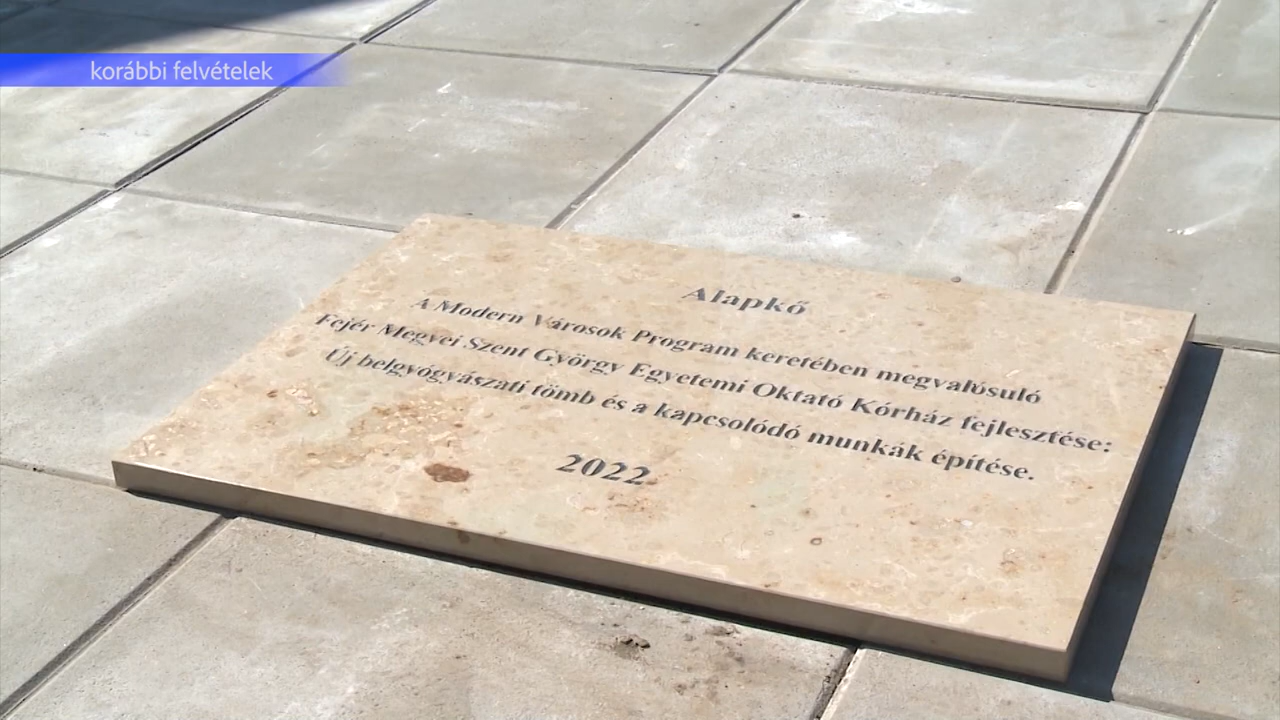 korábbi felvételek
Alapkő
A Modern Városok Program keretében megvalósuló
Fejér Megyei Szent György Egyetemi Oktató Kórház fejlesztése:
Új belgyógyászati tömb és a kapcsolódó munkák építése.
2022